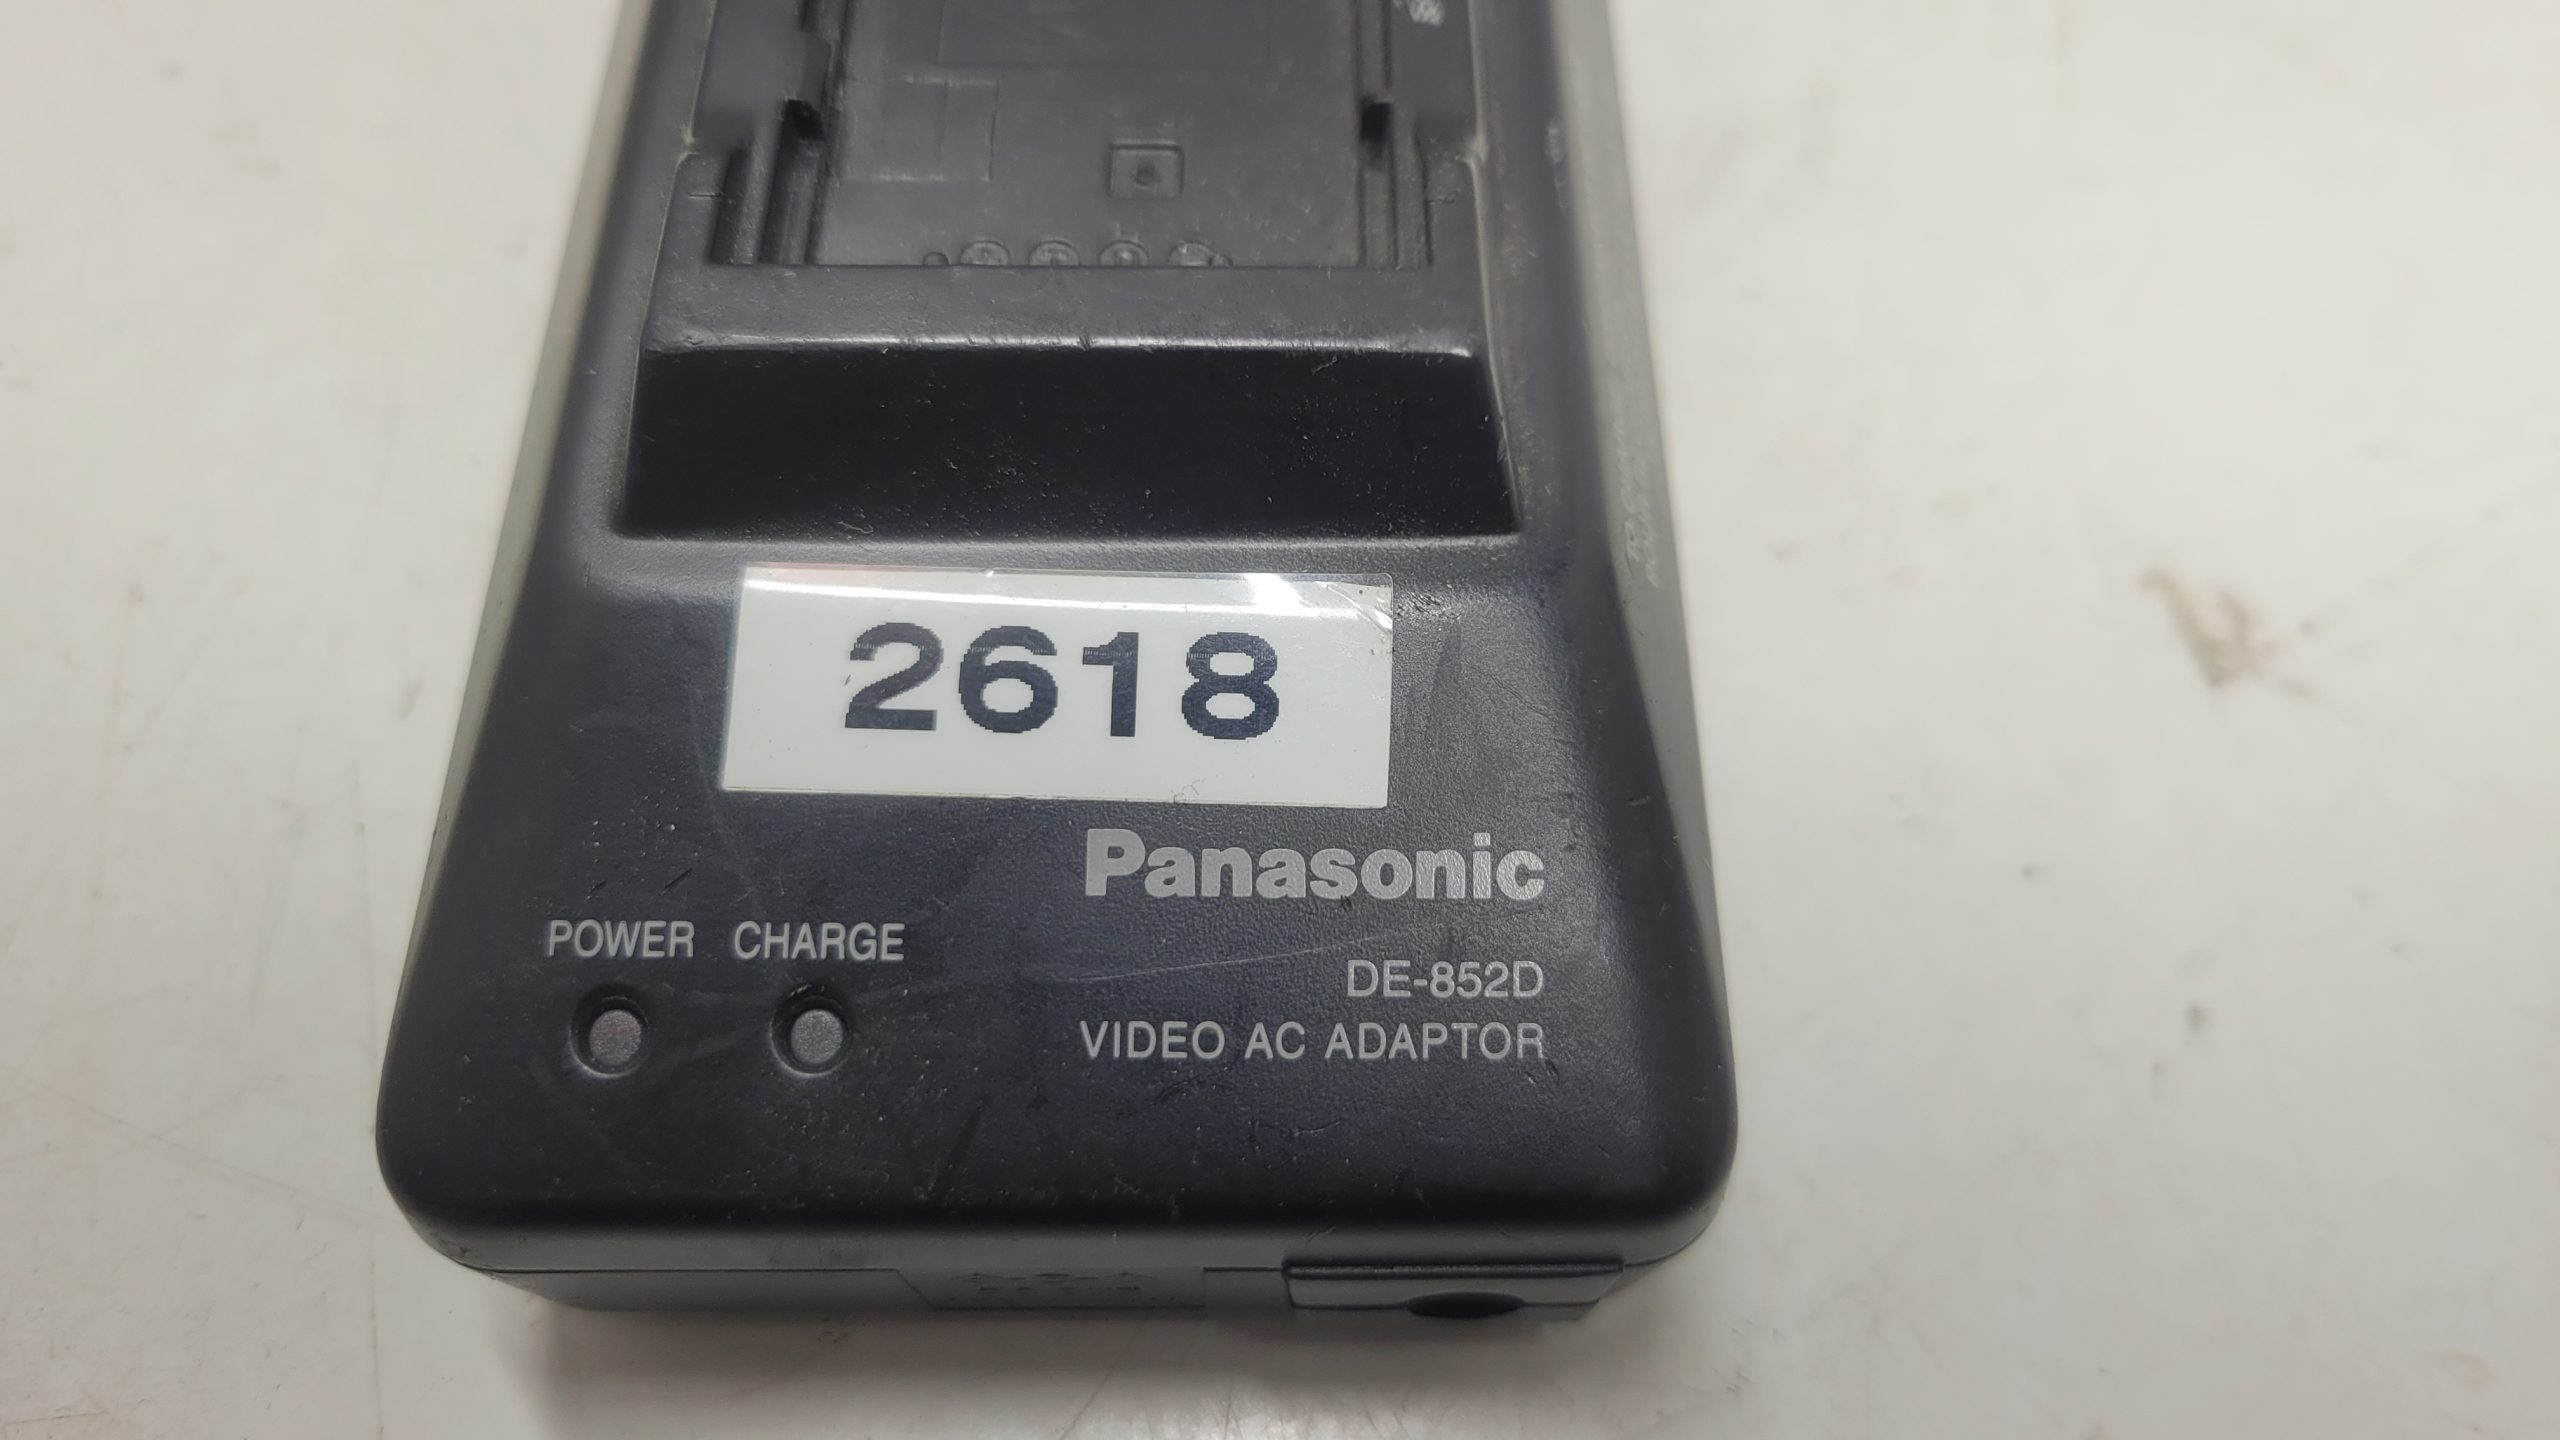 2618
Panasonic
POWER CHARGE
DE-852D
VIDEO AC ADAPTOR